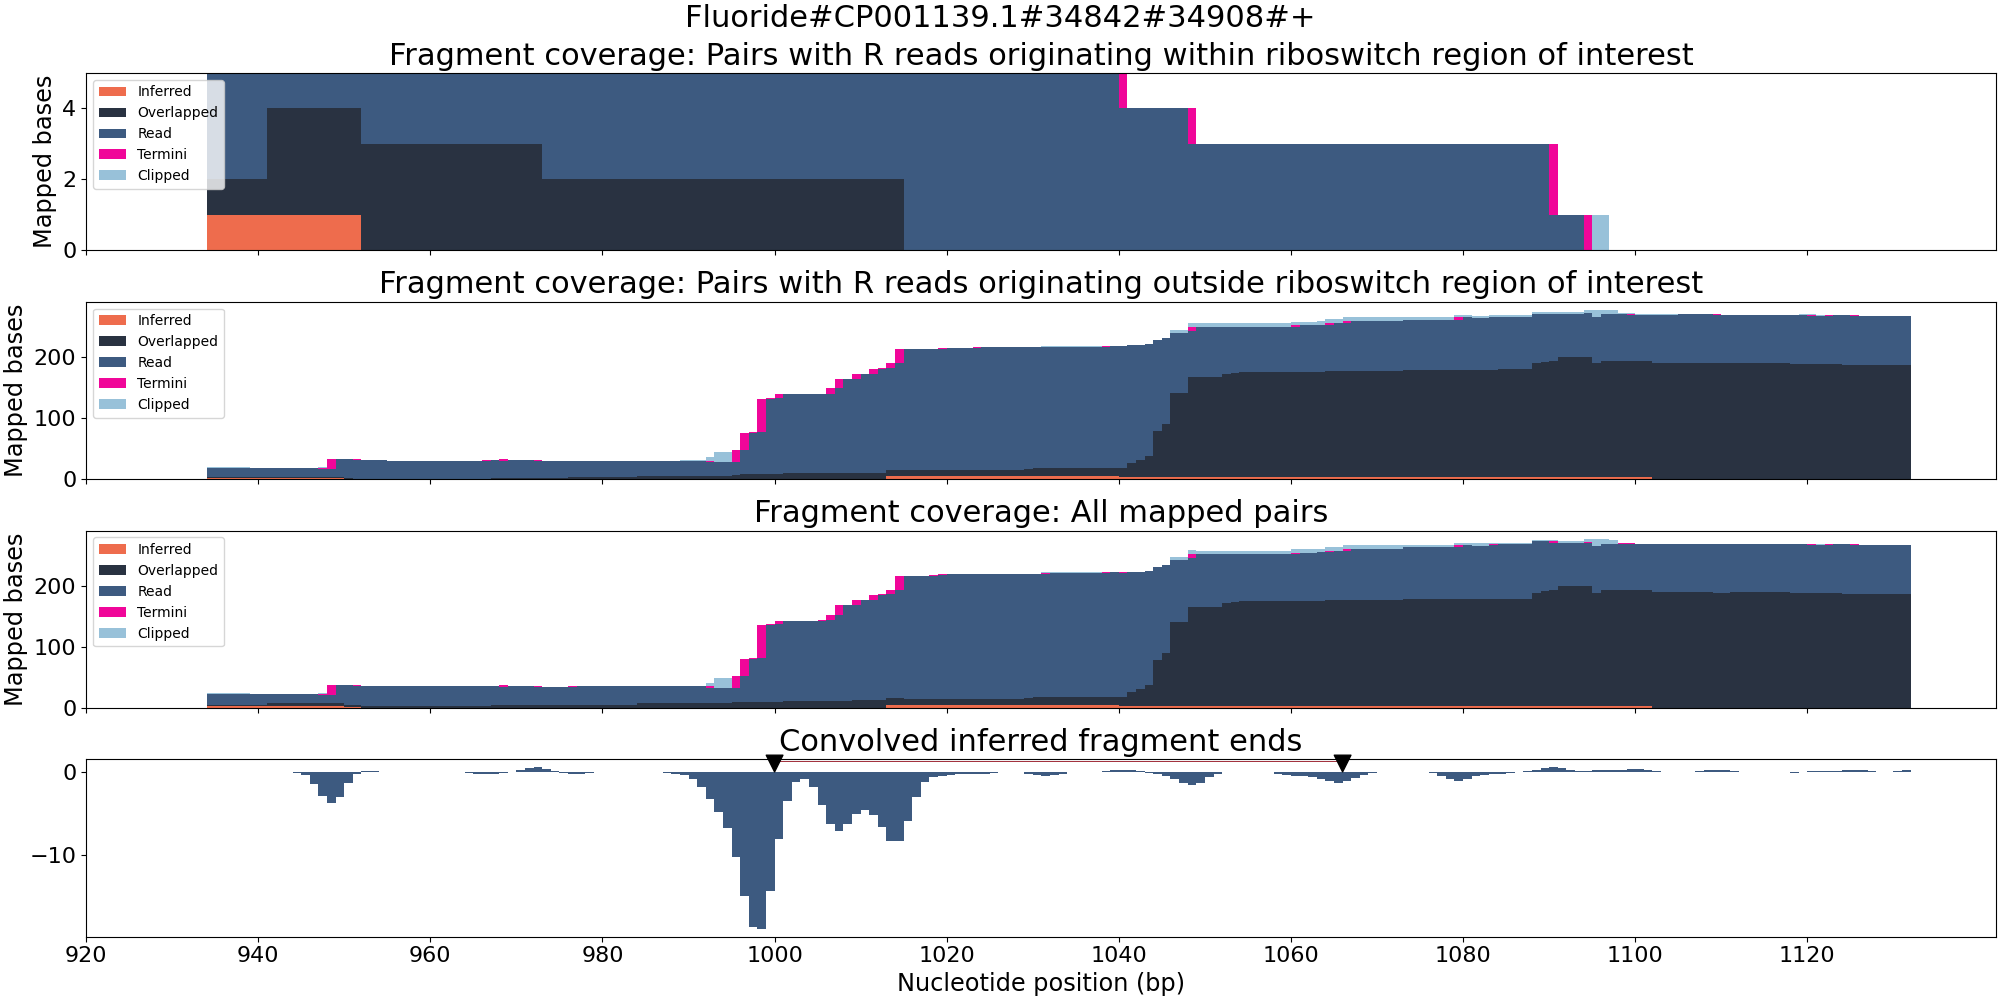 Fluoride#CP001139.1#34842#34908#+
Fragment coverage: Pairs with R reads originating within riboswitch region of interest
Mapped bases
4
2
0
Inferred
Overlapped
Read
Termini
Clipped
Fragment coverage: Pairs with R reads originating outside riboswitch region of interest
Mapped bases
200
100
0
Inferred
Overlapped
Read
Termini
Clipped
Fragment coverage: All mapped pairs
Mapped bases
200
100
0
Inferred
Overlapped
Read
Termini
Clipped
Convolved inferred fragment ends
0
−10
920 940 960 980 1000 1020 1040 1060 1080 1100 1120
Nucleotide position (bp)